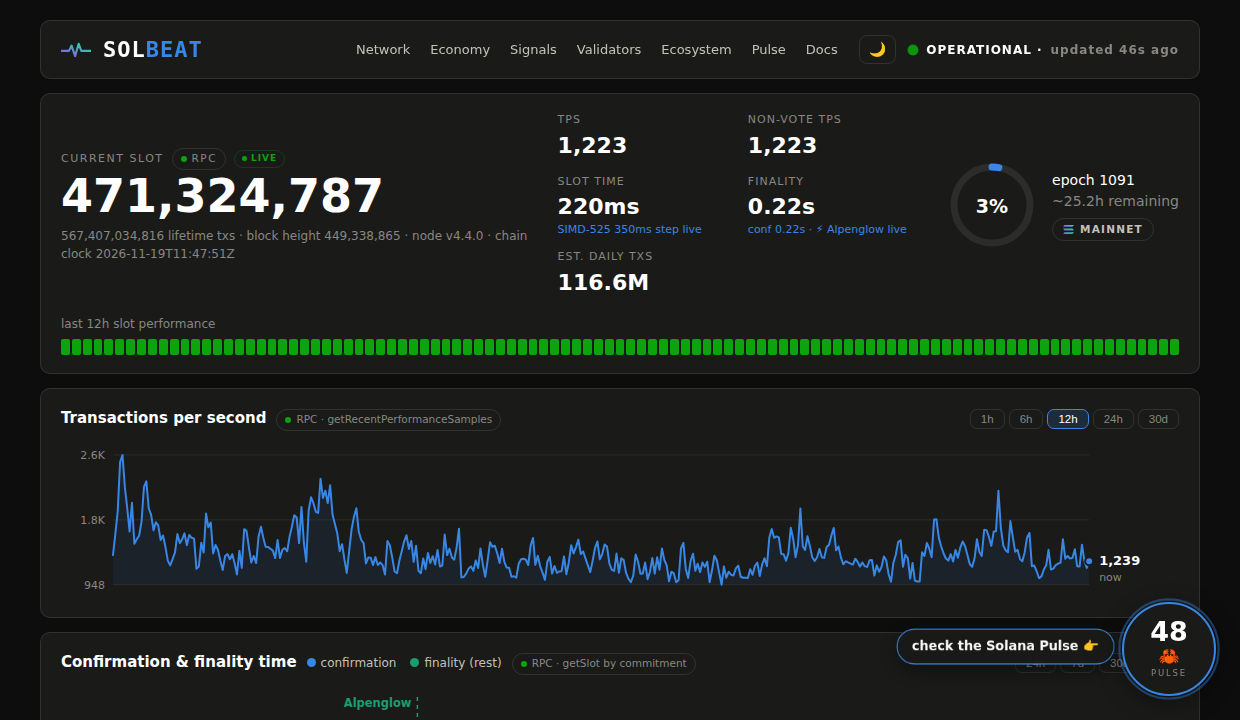 SOLBEAT
Network Economy Signals Validators Ecosystem Pulse Docs 🌙 OPERATIONAL · updated 46s ago
CURRENT SLOT RPC LIVE
471,324,787
567,407,034,816 lifetime txs · block height 449,338,865 · node v4.4.0 · chain
clock 2026-11-19T11:47:51Z
TPS
1,223
NON-VOTE TPS
1,223
SLOT TIME
220ms
SIMD-525 350ms step live
FINALITY
0.22s
conf 0.22s · ⚡ Alpenglow live
EST. DAILY TXS
116.6M
3%
epoch 1091
~25.2h remaining
MAINNET
last 12h slot performance
Transactions per second RPC · getRecentPerformanceSamples
1h 6h 12h 24h 30d
2.6K
1.8K
948
1,239
now
Confirmation & finality time confirmation finality (rest) RPC · getSlot by commitment
check the Solana Pulse 👉
48
🦀
PULSE
Alpenglow